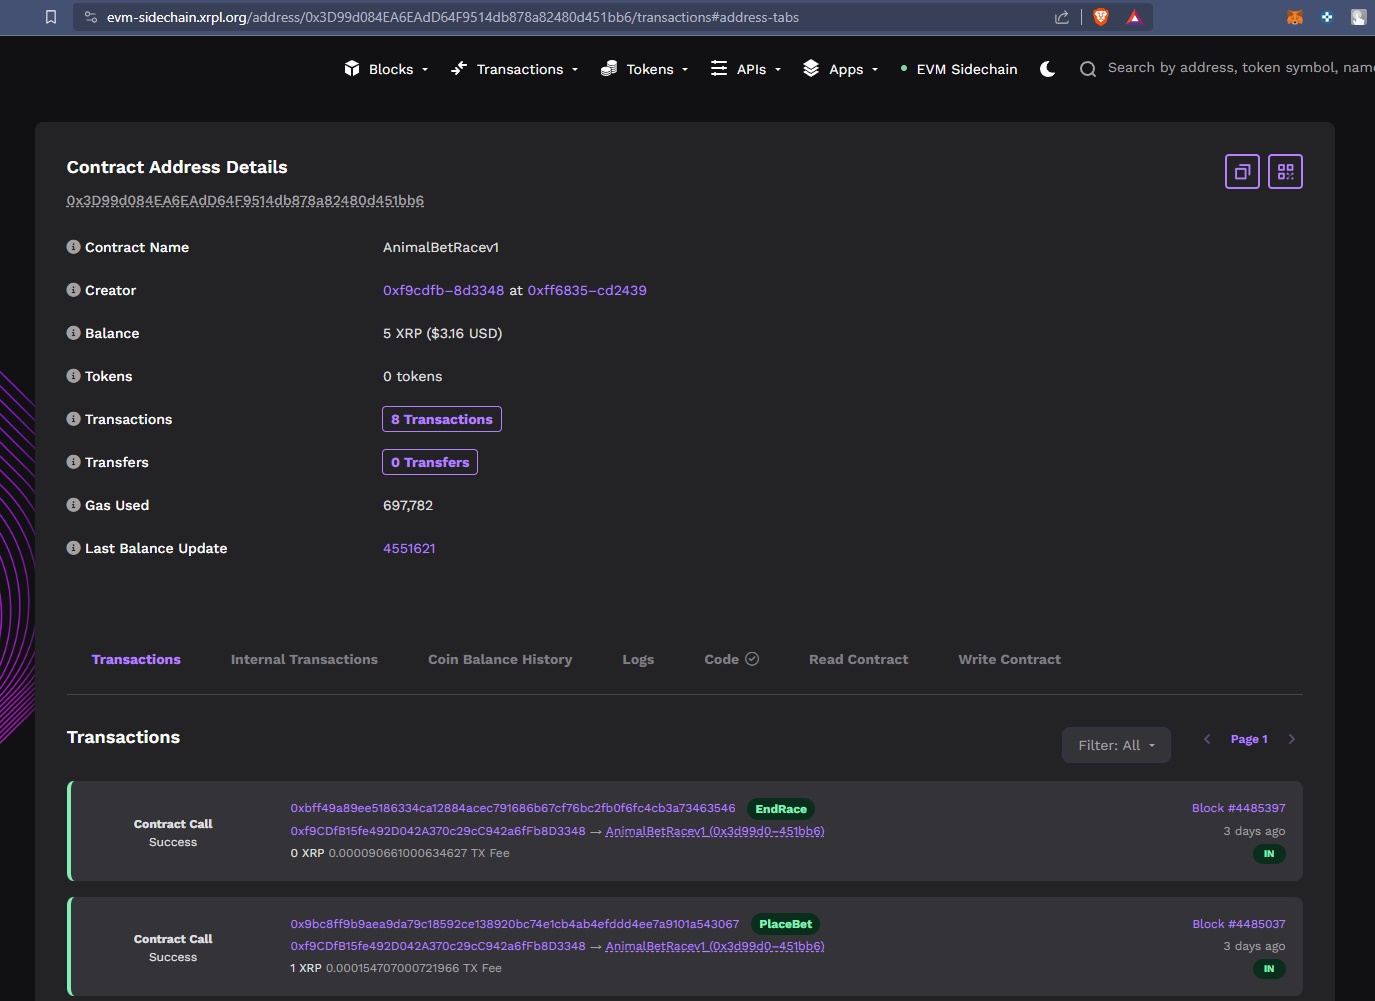 evm-sidechain.xrpl.org/address/0x3D99d084EA6EAdD64F9514db878a82480d451bb6/transactions#address-tabs
Blocks Transactions Tokens APIs Apps EVM Sidechain Search by address, token symbol, nam
Contract Address Details
0x3D99d084EA6EAdD64F9514db878a82480d451bb6
Contract Name AnimalBetRacev1
Creator 0xf9cdfb–8d3348 at 0xff6835–cd2439
Balance 5 XRP ($3.16 USD)
Tokens 0 tokens
Transactions 8 Transactions
Transfers 0 Transfers
Gas Used 697,782
Last Balance Update 4551621
Transactions Internal Transactions Coin Balance History Logs Code Read Contract Write Contract
Transactions Filter: All Page 1
Contract Call
Success
0xbff49a89ee5186334ca12884acec791686b67cf76bc2fb0f6fc4cb3a73463546 EndRace
0xf9CDfB15fe492D042A370c29cC942a6fFb8D3348 → AnimalBetRacev1 (0x3d99d0–451bb6)
0 XRP 0.000090661000634627 TX Fee
Block #4485397
3 days ago
IN
Contract Call
Success
0x9bc8ff9b9aea9da79c18592ce138920bc74e1cb4ab4efddd4ee7a9101a543067 PlaceBet
0xf9CDfB15fe492D042A370c29cC942a6fFb8D3348 → AnimalBetRacev1 (0x3d99d0–451bb6)
1 XRP 0.000154707000721966 TX Fee
Block #4485037
3 days ago
IN